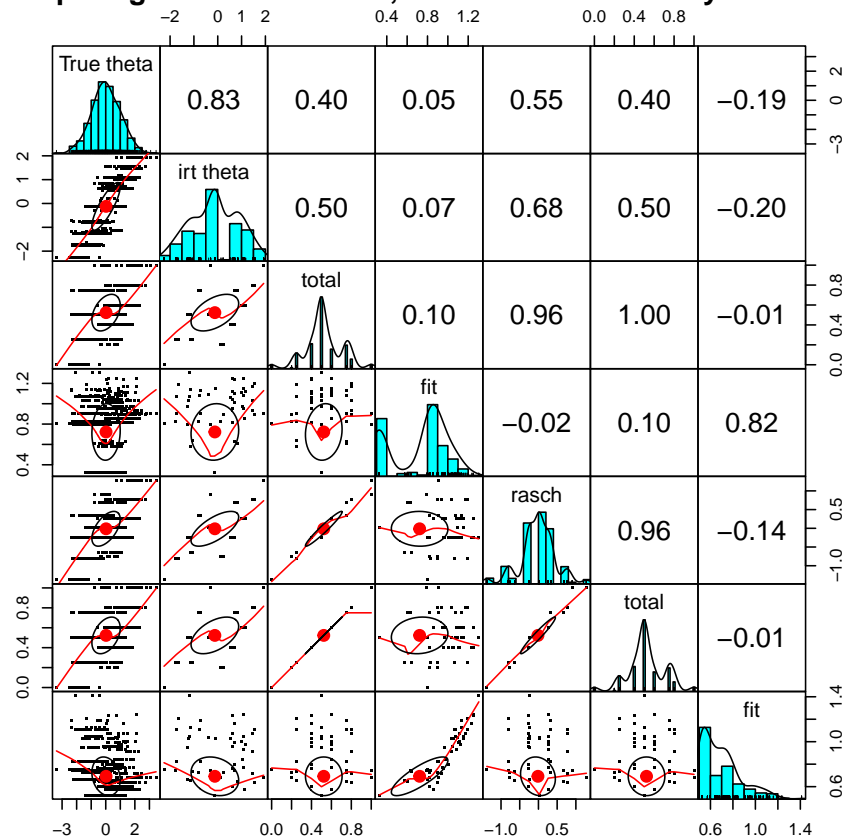 −2 0 1 2 0.4 0.8 1.2 0.0 0.4 0.8
True theta
0.83 0.40 0.05 0.55 0.40 −0.19
−3 0 2
−2 0 1 2
irt theta
0.50 0.07 0.68 0.50 −0.20
total
0.10 0.96 1.00 −0.01
0.0 0.4 0.8
0.4 0.8 1.2
fit
−0.02 0.10 0.82
rasch
0.96 −0.14
−1.0 0.5
0.0 0.4 0.8
total
−0.01
fit
0.6 1.0 1.4
−3 0 2 0.0 0.4 0.8 −1.0 0.5 0.6 1.0 1.4